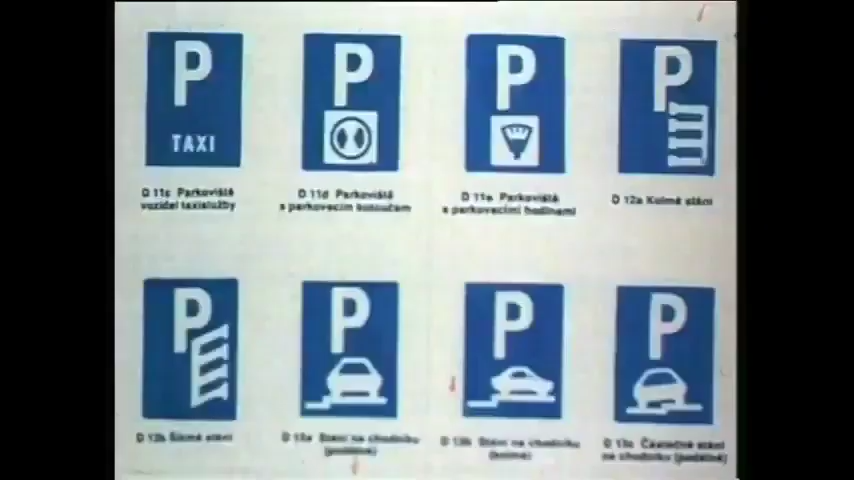 P
TAXI
P
P
P
D 11c Parkoviště
vozidel taxislužby
D 11d Parkoviště
s parkovacím kotoučem
D 11e Parkoviště
s parkovacími hodinami
D 12a Kolmé stání
P
P
P
P
D 12b Šikmé stání
D 13a Stání na chodníku
(podélné)
D 13b Stání na chodníku
(kolmé)
D 13c Částečné stání
na chodníku (podélné)